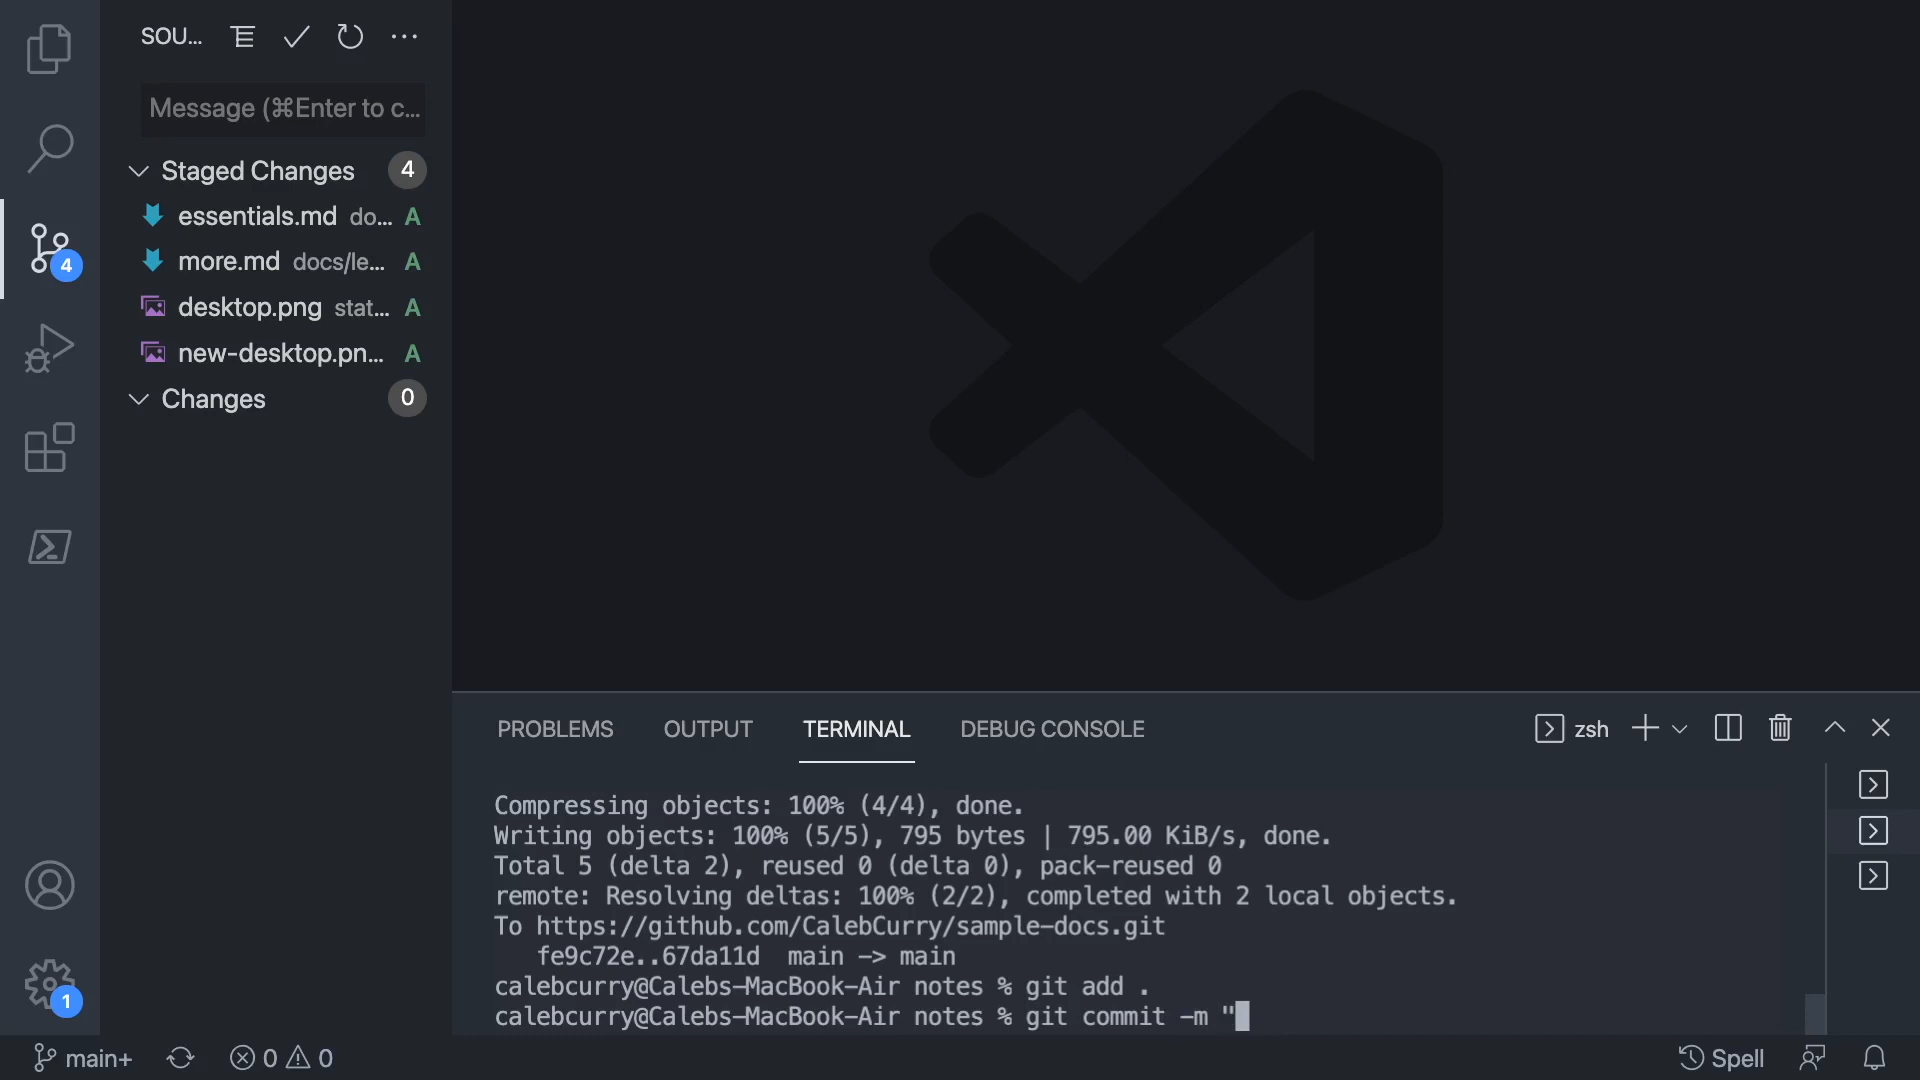 SOU...
Message (⌘Enter to c...
Staged Changes 4
essentials.md do... A
more.md docs/le... A
desktop.png stat... A
new-desktop.pn... A
Changes 0
4
1
PROBLEMS OUTPUT TERMINAL DEBUG CONSOLE
zsh
Compressing objects: 100% (4/4), done.
Writing objects: 100% (5/5), 795 bytes | 795.00 KiB/s, done.
Total 5 (delta 2), reused 0 (delta 0), pack-reused 0
remote: Resolving deltas: 100% (2/2), completed with 2 local objects.
To https://github.com/CalebCurry/sample-docs.git
fe9c72e..67da11d main -> main
calebcurry@Calebs-MacBook-Air notes % git add .
calebcurry@Calebs-MacBook-Air notes % git commit -m "
main+ 0 0 Spell